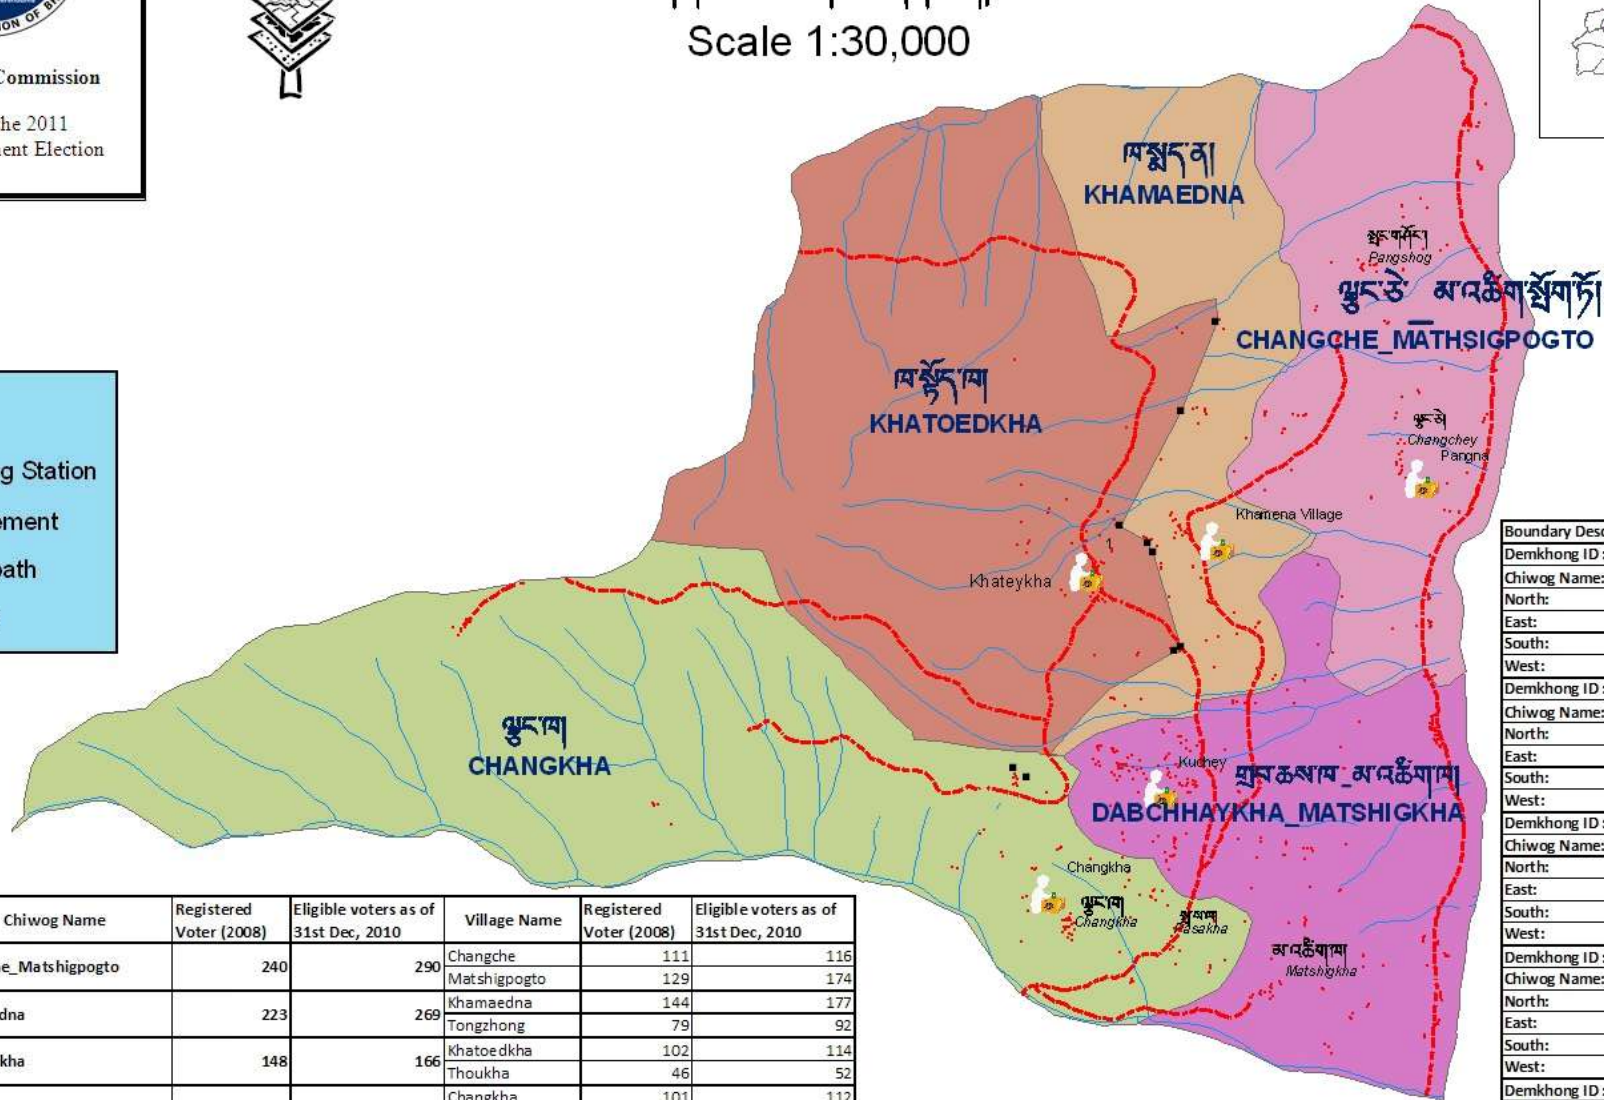 Commission
he 2011
ent Election
Scale 1:30,000
g Station
ement
path
ཁ་སྨད་ན།
KHAMAEDNA
སྤང་གཤོང་།
Pangshog
ལྕང་ཅེ་_མ་འཚིག་སྤོག་ཏོ།
CHANGCHE_MATHSIGPOGTO
ཁ་སྟོད་ཁ།
KHATOEDKHA
ལྕང་ཅེ།
Changchey
Pangna
Khamena Village
Khateykha
ལྕང་ཁ།
CHANGKHA
Kuchey
DABCHHAYKHA_MATSHIGKHA
Changkha
ལྕང་ཁ།
Changkha
Pasakha
མ་འཚིག་ཁ།
Matshigkha
Chiwog Name Registered Voter (2008) Eligible voters as of 31st Dec, 2010 Village Name Registered Voter (2008) Eligible voters as of 31st Dec, 2010
e_Matshigpogto 240 290 Changche 111 116
Matshigpogto 129 174
dna 223 269 Khamaedna 144 177
Tongzhong 79 92
kha 148 166 Khatoedkha 102 114
Thoukha 46 52
Changkha 101 112
Boundary Desc
Demkhong ID :
Chiwog Name:
North:
East:
South:
West:
Demkhong ID :
Chiwog Name:
North:
East:
South:
West:
Demkhong ID :
Chiwog Name:
North:
East:
South:
West:
Demkhong ID :
Chiwog Name:
North:
East:
South:
West:
Demkhong ID :